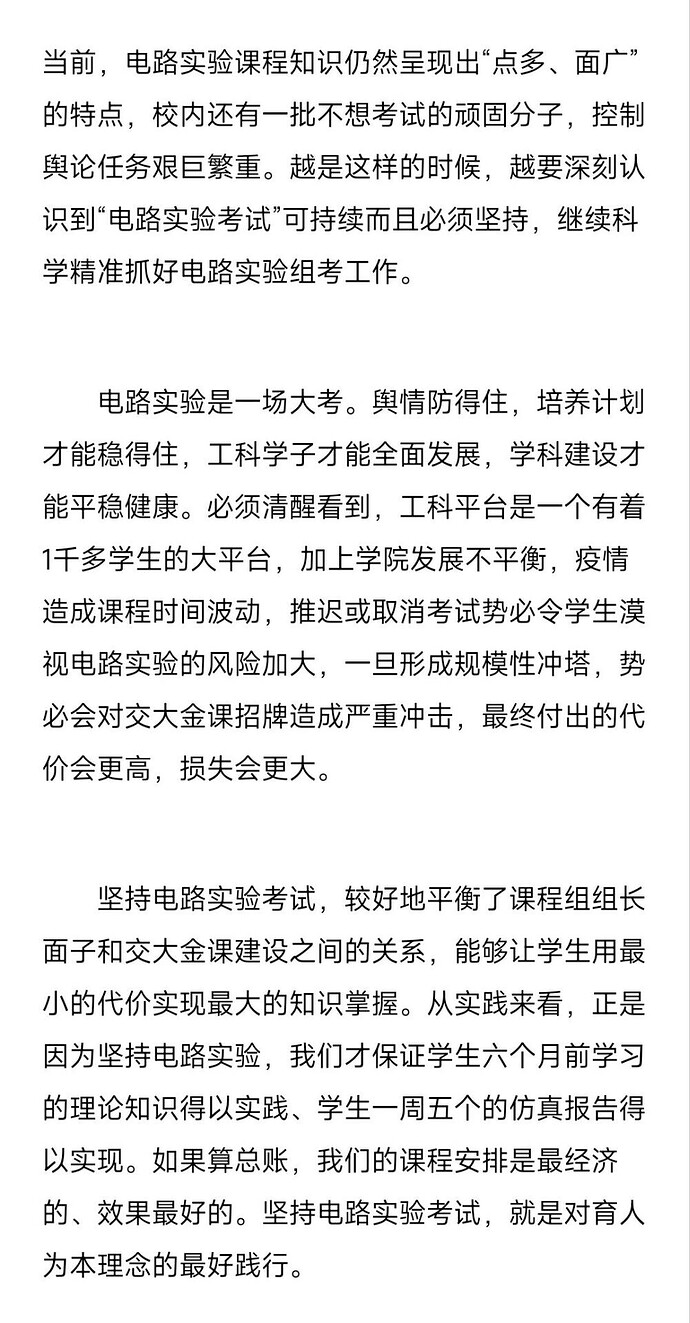 当前，电路实验课程知识仍然呈现出“点多、面广”
的特点，校内还有一批不想考试的顽固分子，控制
舆论任务艰巨繁重。越是这样的时候，越要深刻认
识到“电路实验考试”可持续而且必须坚持，继续科
学精准抓好电路实验组考工作。
电路实验是一场大考。舆情防得住，培养计划
才能稳得住，工科学子才能全面发展，学科建设才
能平稳健康。必须清醒看到，工科平台是一个有着
1千多学生的大平台，加上学院发展不平衡，疫情
造成课程时间波动，推迟或取消考试势必令学生漠
视电路实验的风险加大，一旦形成规模性冲塔，势
必会对交大金课招牌造成严重冲击，最终付出的代
价会更高，损失会更大。
坚持电路实验考试，较好地平衡了课程组组长
面子和交大金课建设之间的关系，能够让学生用最
小的代价实现最大的知识掌握。从实践来看，正是
因为坚持电路实验，我们才保证学生六个月前学习
的理论知识得以实践、学生一周五个的仿真报告得
以实现。如果算总账，我们的课程安排是最经济
的、效果最好的。坚持电路实验考试，就是对育人
为本理念的最好践行。